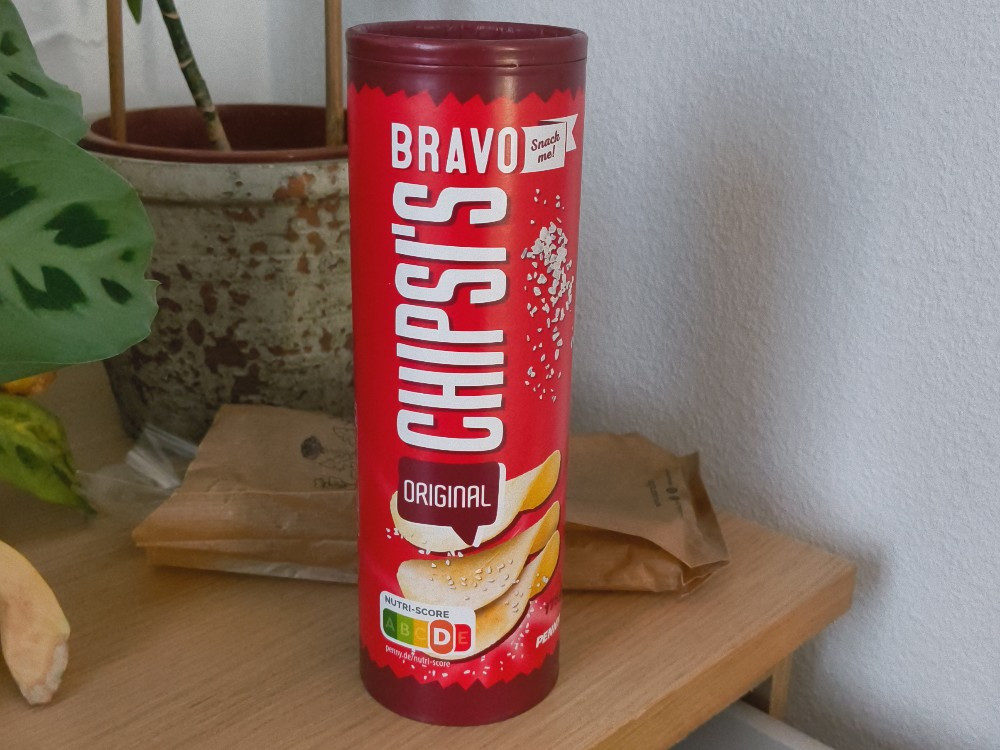 BRAVO
Snack
me!
CHIPSI'S
ORIGINAL
NUTRI-SCORE
A B C D E
penny.de/nutri-score